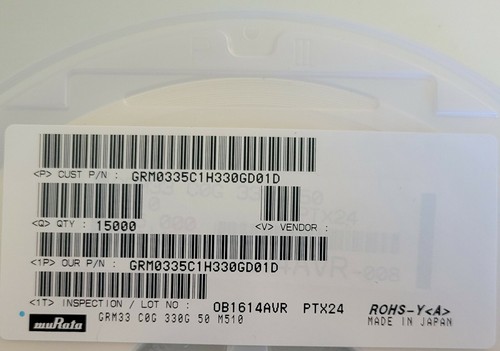 <P> CUST P/N : GRM0335C1H330GD01D
<Q> QTY : 15000 <V> VENDOR :
<1P> OUR P/N : GRM0335C1H330GD01D
<1T> INSPECTION / LOT NO : OB1614AVR PTX24 ROHS-Y<A>
muRata GRM33 C0G 330G 50 M510 MADE IN JAPAN